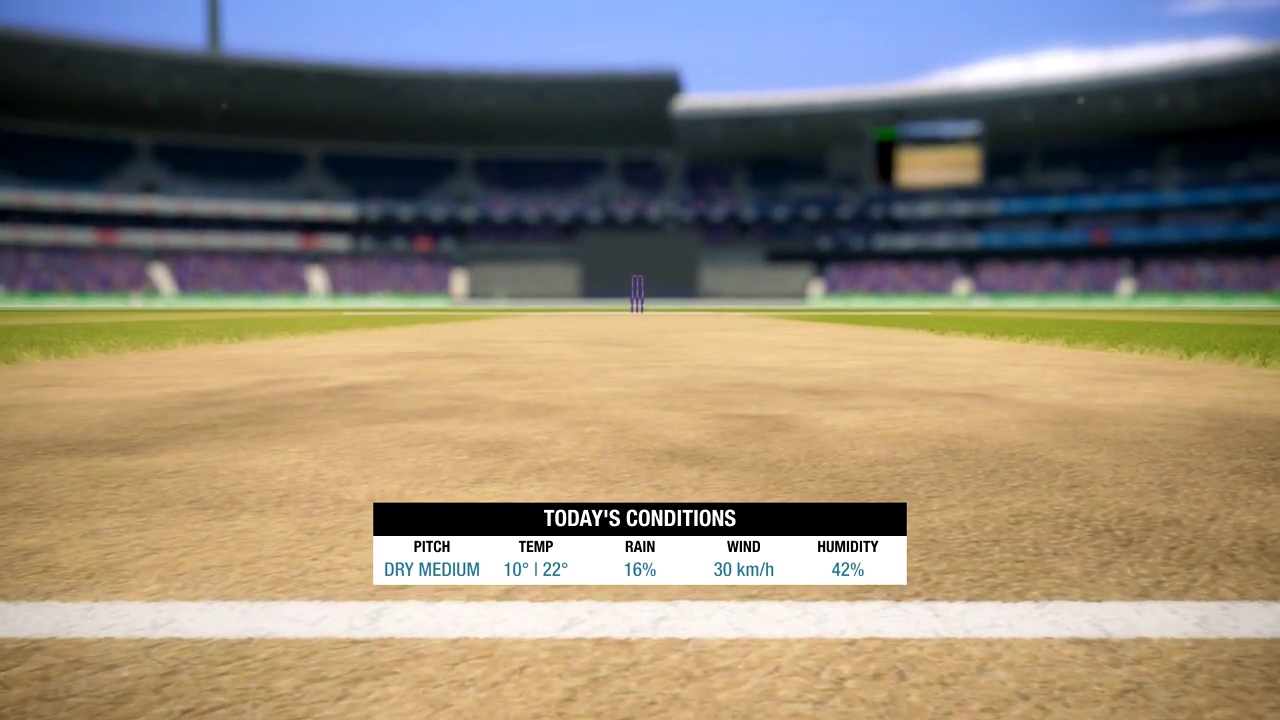 TODAY'S CONDITIONS
PITCH TEMP RAIN WIND HUMIDITY
DRY MEDIUM 10° | 22° 16% 30 km/h 42%